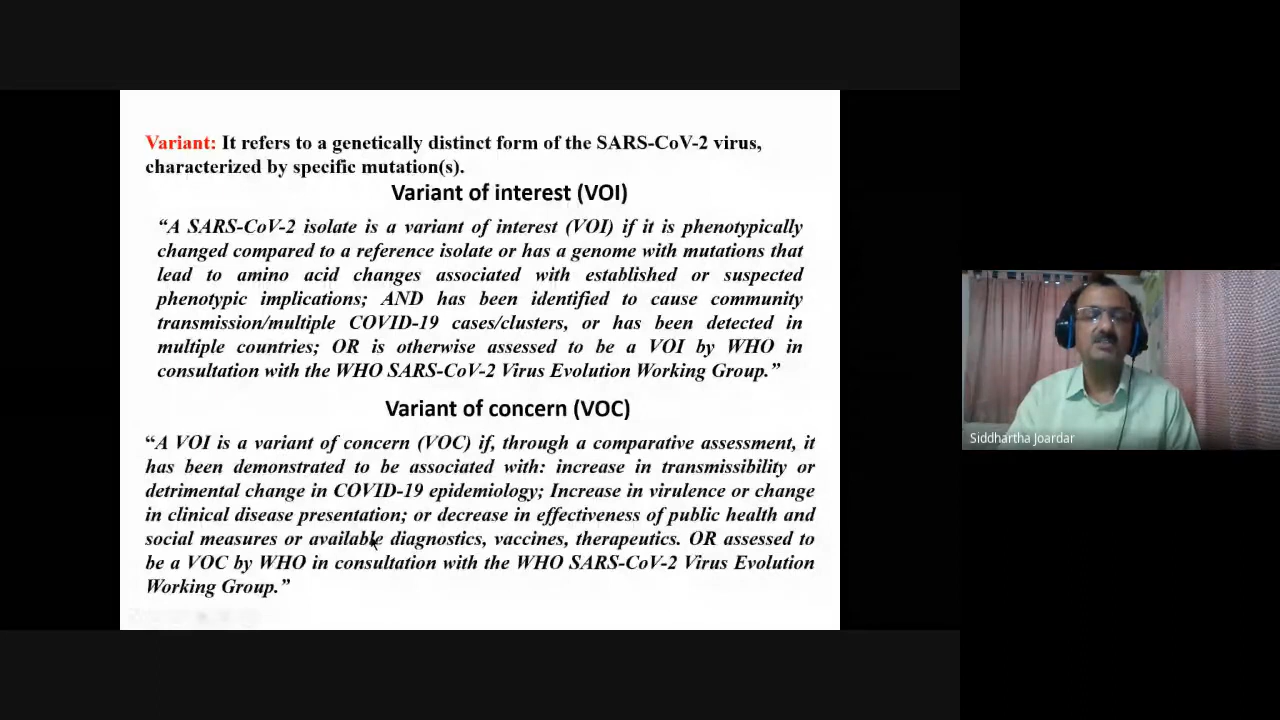 Variant: It refers to a genetically distinct form of the SARS-CoV-2 virus,
characterized by specific mutation(s).
Variant of interest (VOI)
“A SARS-CoV-2 isolate is a variant of interest (VOI) if it is phenotypically
changed compared to a reference isolate or has a genome with mutations that
lead to amino acid changes associated with established or suspected
phenotypic implications; AND has been identified to cause community
transmission/multiple COVID-19 cases/clusters, or has been detected in
multiple countries; OR is otherwise assessed to be a VOI by WHO in
consultation with the WHO SARS-CoV-2 Virus Evolution Working Group.”
Variant of concern (VOC)
“A VOI is a variant of concern (VOC) if, through a comparative assessment, it
has been demonstrated to be associated with: increase in transmissibility or
detrimental change in COVID-19 epidemiology; Increase in virulence or change
in clinical disease presentation; or decrease in effectiveness of public health and
social measures or available diagnostics, vaccines, therapeutics. OR assessed to
be a VOC by WHO in consultation with the WHO SARS-CoV-2 Virus Evolution
Working Group.”
Siddhartha Joardar